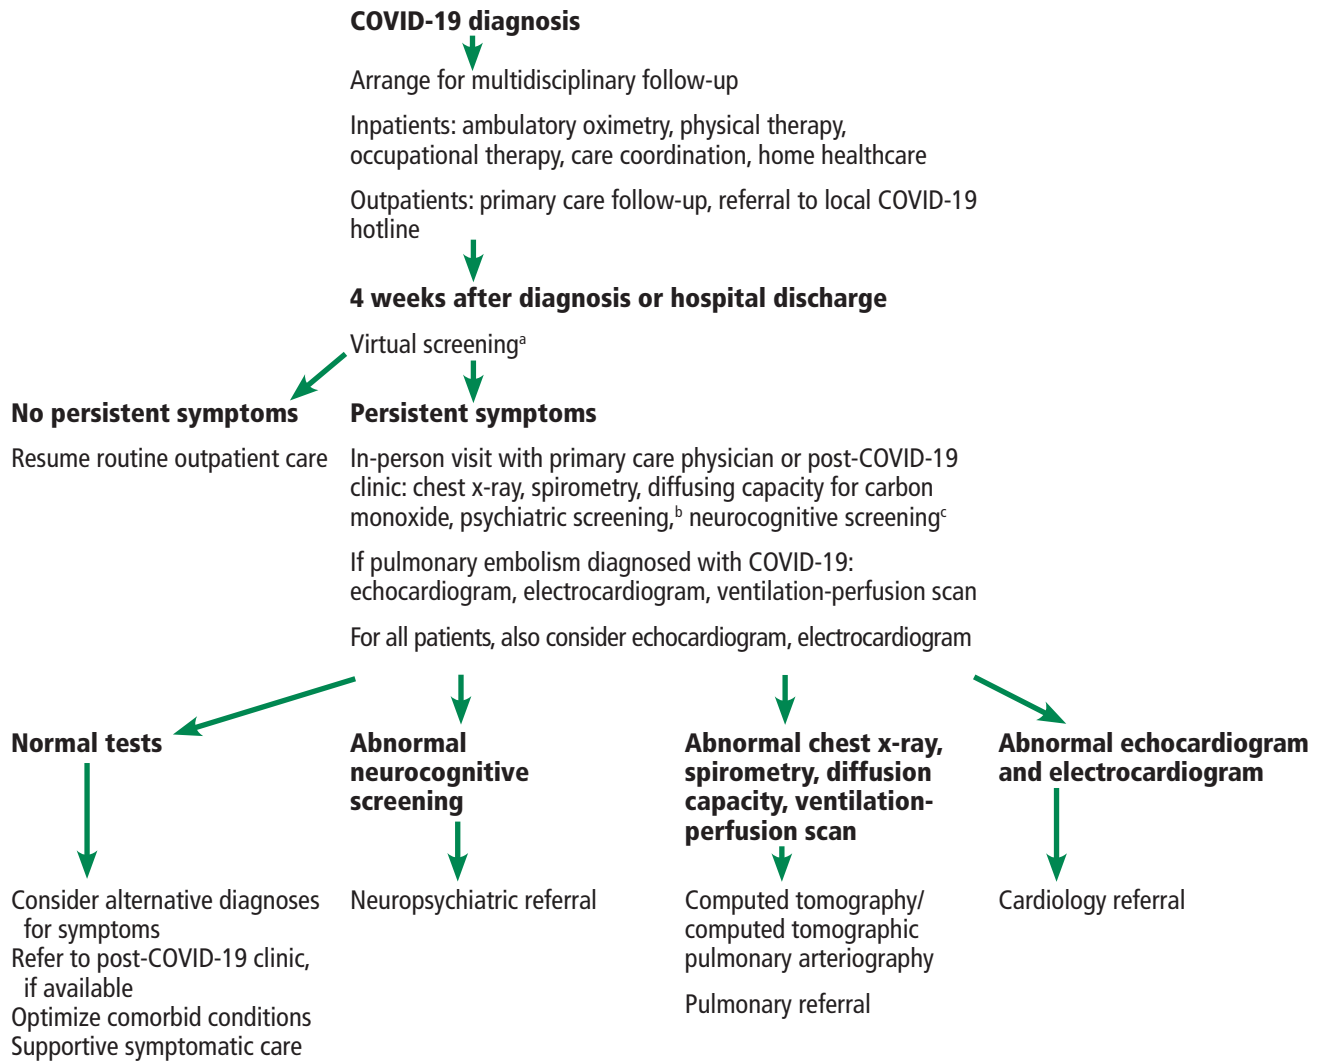 COVID-19 diagnosis
Arrange for multidisciplinary follow-up
Inpatients: ambulatory oximetry, physical therapy,
occupational therapy, care coordination, home healthcare
Outpatients: primary care follow-up, referral to local COVID-19
hotline
4 weeks after diagnosis or hospital discharge
Virtual screeningᵃ
No persistent symptoms
Resume routine outpatient care
Persistent symptoms
In-person visit with primary care physician or post-COVID-19
clinic: chest x-ray, spirometry, diffusing capacity for carbon
monoxide, psychiatric screening,ᵇ neurocognitive screeningᶜ
If pulmonary embolism diagnosed with COVID-19:
echocardiogram, electrocardiogram, ventilation-perfusion scan
For all patients, also consider echocardiogram, electrocardiogram
Normal tests
Consider alternative diagnoses
for symptoms
Refer to post-COVID-19 clinic,
if available
Optimize comorbid conditions
Supportive symptomatic care
Abnormal
neurocognitive
screening
Neuropsychiatric referral
Abnormal chest x-ray,
spirometry, diffusion
capacity, ventilation-
perfusion scan
Computed tomography/
computed tomographic
pulmonary arteriography
Pulmonary referral
Abnormal echocardiogram
and electrocardiogram
Cardiology referral